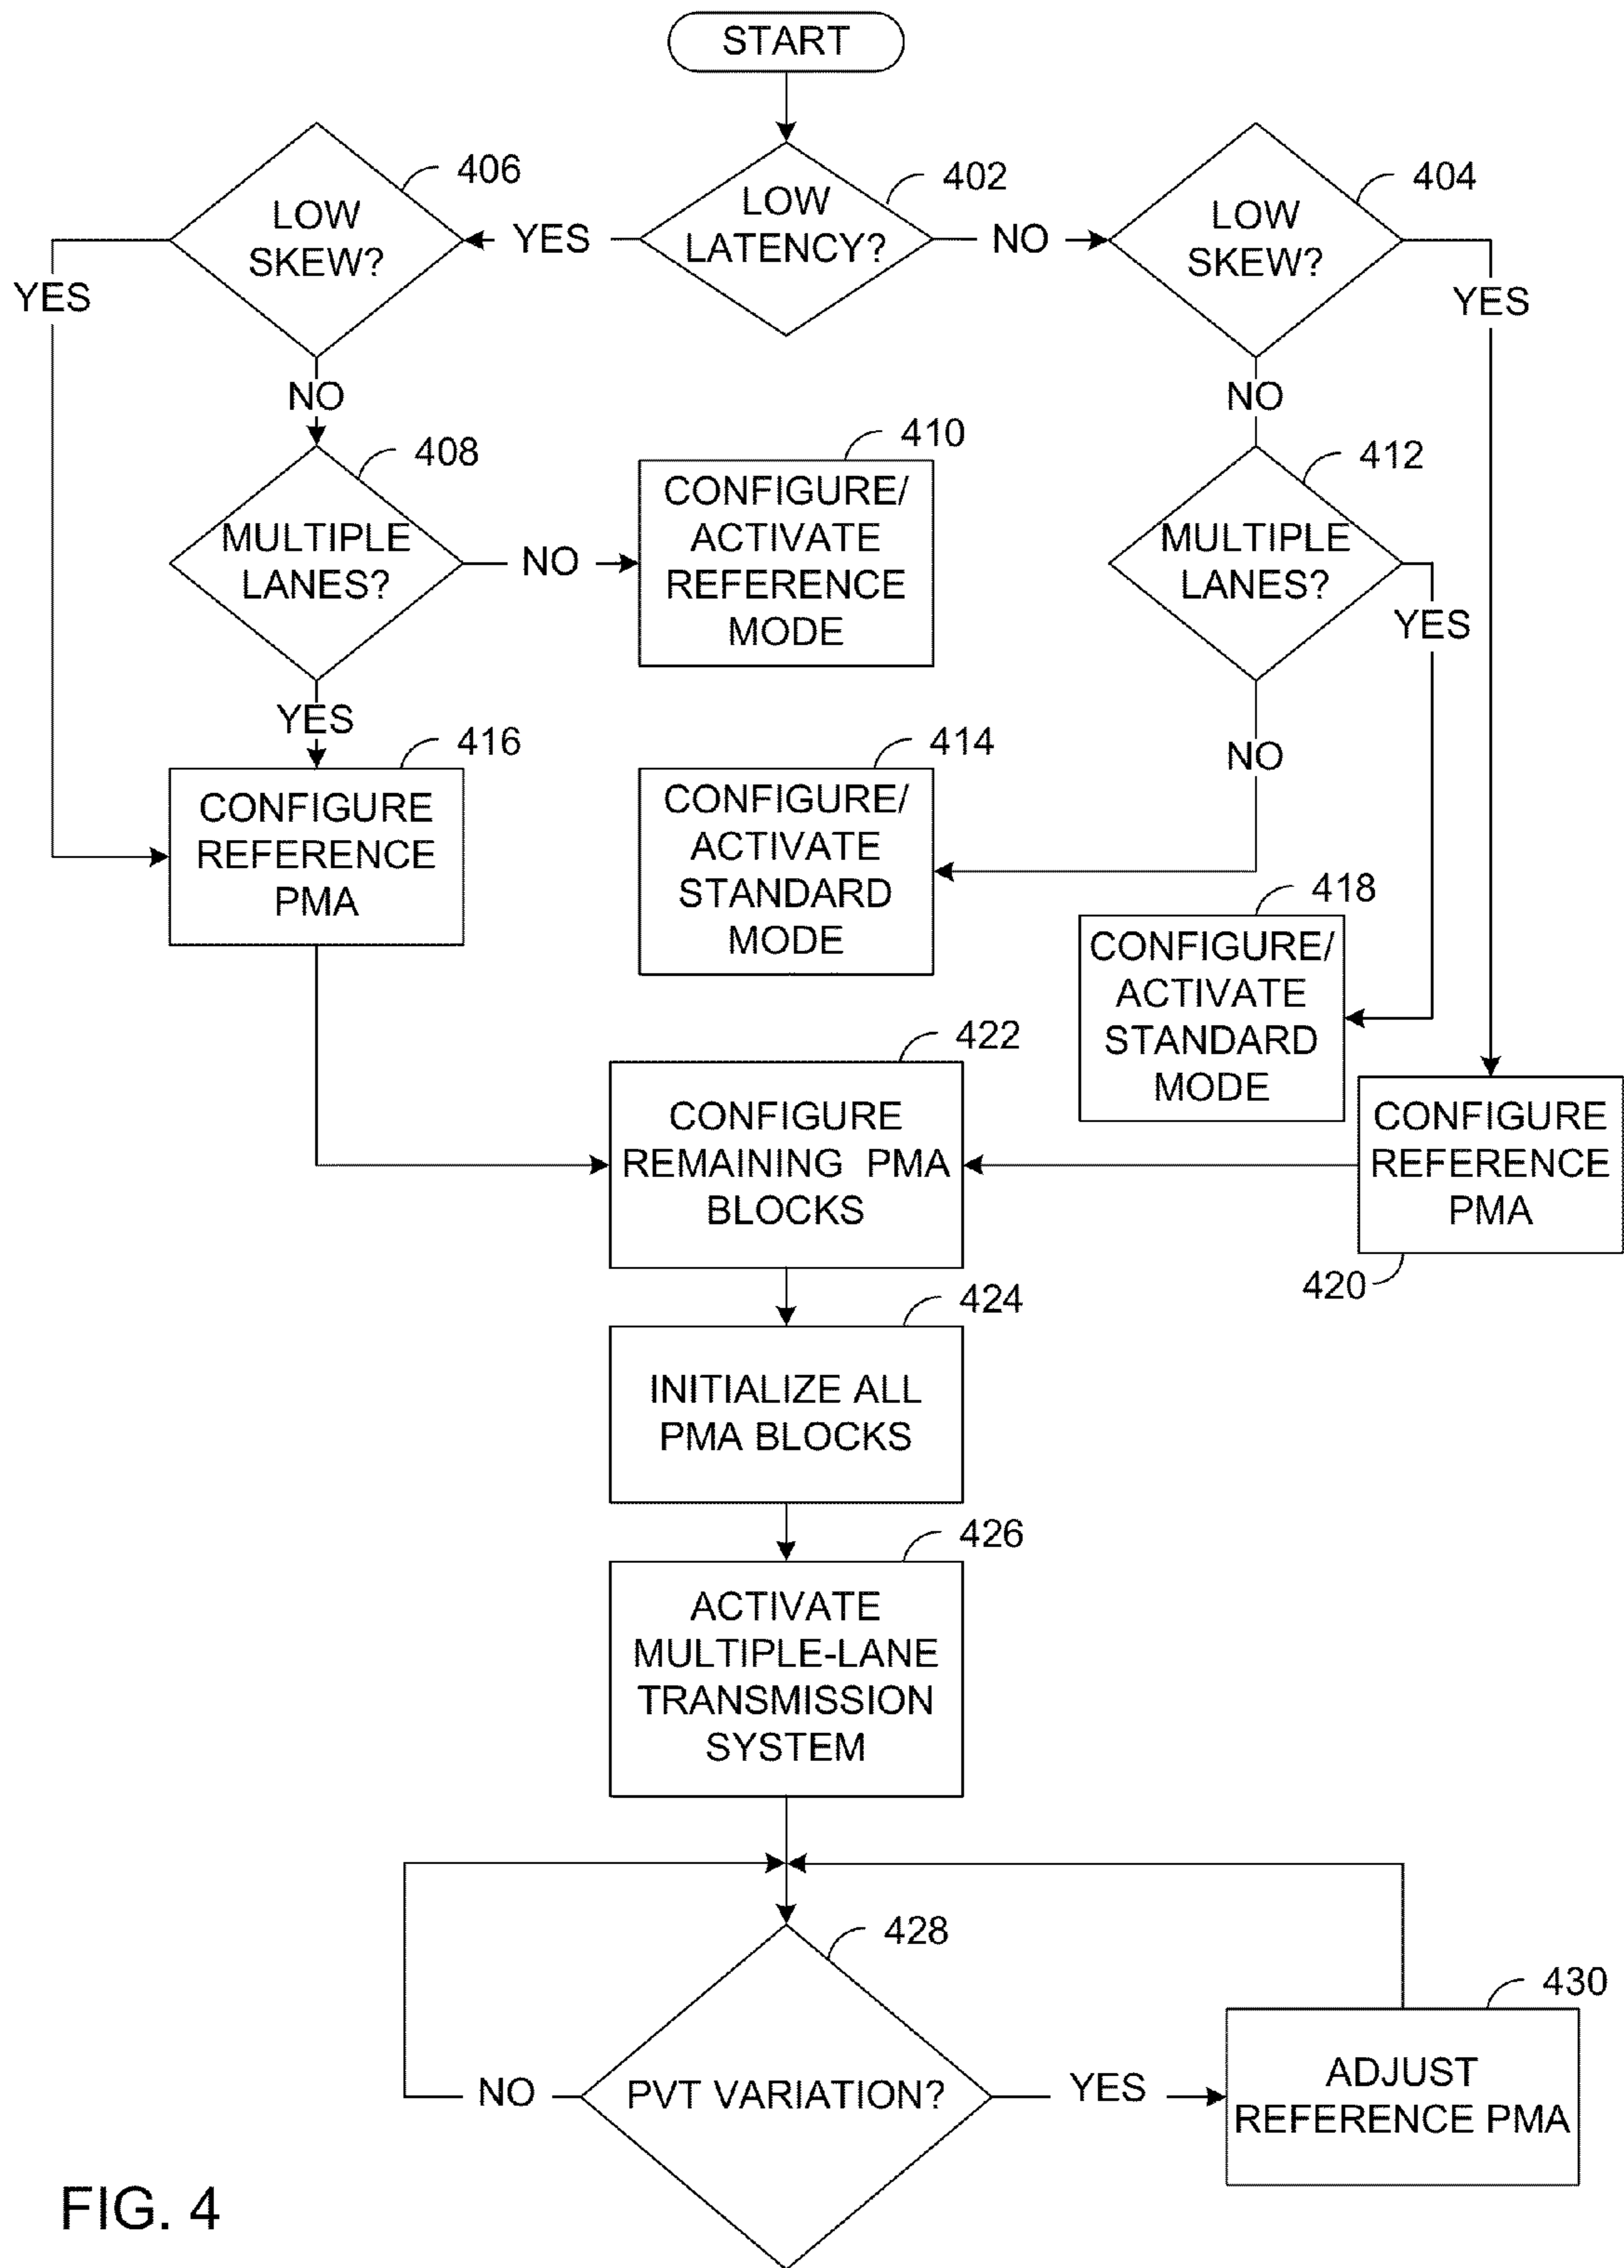 START
406
402
404
LOW
SKEW?
YES
LOW
LATENCY?
NO
LOW
SKEW?
YES
YES
NO
NO
408
410
412
MULTIPLE
LANES?
NO
CONFIGURE/
ACTIVATE
REFERENCE
MODE
MULTIPLE
LANES?
YES
YES
NO
416
414
CONFIGURE
REFERENCE
PMA
CONFIGURE/
ACTIVATE
STANDARD
MODE
418
CONFIGURE/
ACTIVATE
STANDARD
MODE
422
CONFIGURE
REMAINING PMA
BLOCKS
CONFIGURE
REFERENCE
PMA
420
424
INITIALIZE ALL
PMA BLOCKS
426
ACTIVATE
MULTIPLE-LANE
TRANSMISSION
SYSTEM
428
430
NO
PVT VARIATION?
YES
ADJUST
REFERENCE PMA
FIG. 4